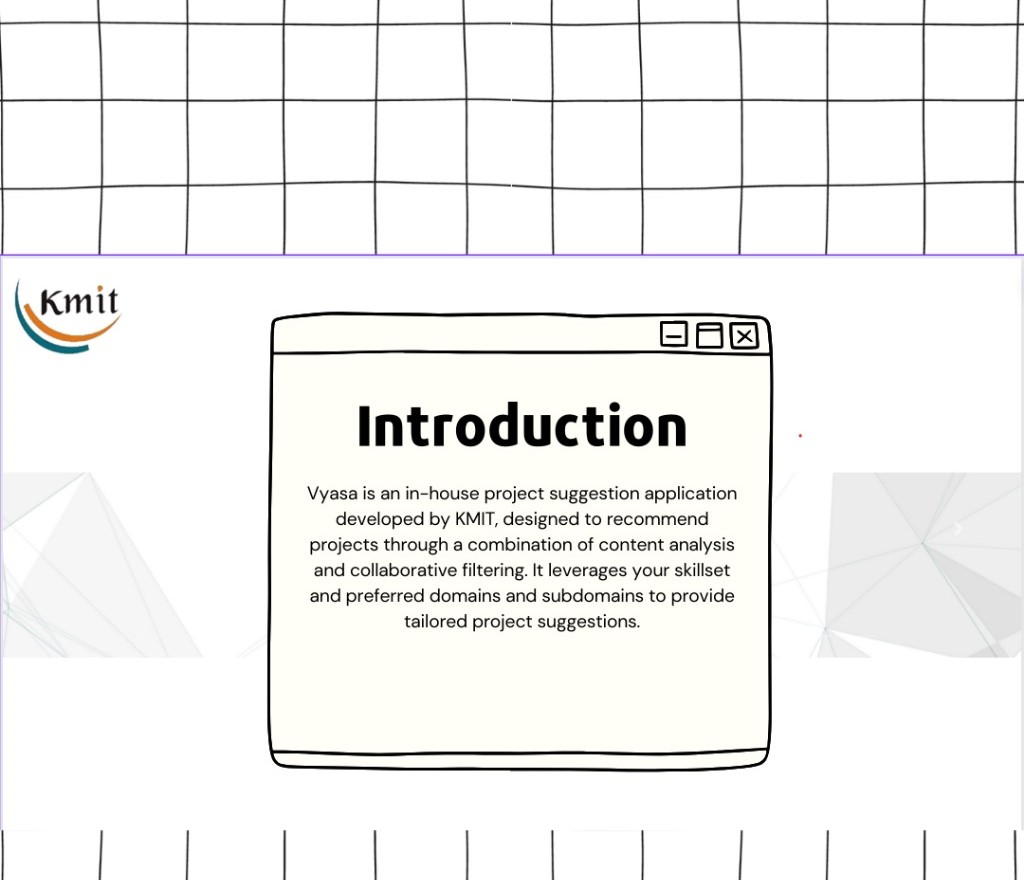 Kmit
Introduction
Vyasa is an in-house project suggestion application
developed by KMIT, designed to recommend
projects through a combination of content analysis
and collaborative filtering. It leverages your skillset
and preferred domains and subdomains to provide
tailored project suggestions.